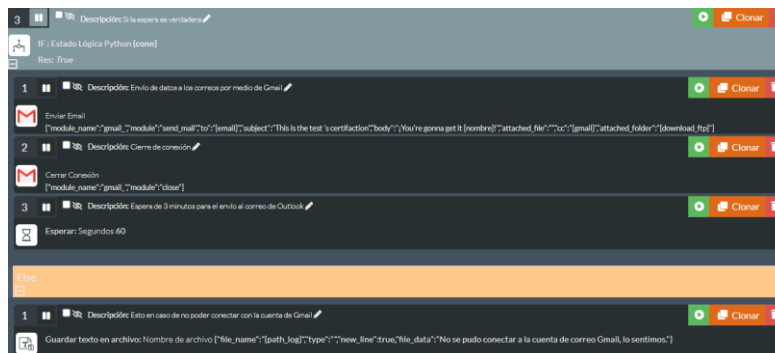 3 Descripción: Si la espera es verdadera Clonar
IF : Estado Lógica Python [conn]
Res: True
1 Descripción: Envío de datos a los correos por medio de Gmail Clonar
Enviar Email
{"module_name":"gmail_","module":"send_mail","to":"{email}","subject":"This is the test 's certifaction","body":"¡You're gonna get it {nombre}!","attached_file":"","cc":"{gmail}","attached_folder":"{download_ftp}"}
2 Descripción: Cierre de conexión Clonar
Cerrar Conexión
{"module_name":"gmail_","module":"close"}
3 Descripción: Espera de 3 minutos para el envío al correo de Outlook Clonar
Esperar: Segundos 60
Else
1 Descripción: Esto en caso de no poder conectar con la cuenta de Gmail Clonar
Guardar texto en archivo: Nombre de archivo {"file_name":"{path_log}","type":"","new_line":true,"file_data":"No se pudo conectar a la cuenta de correo Gmail, lo sentimos."}